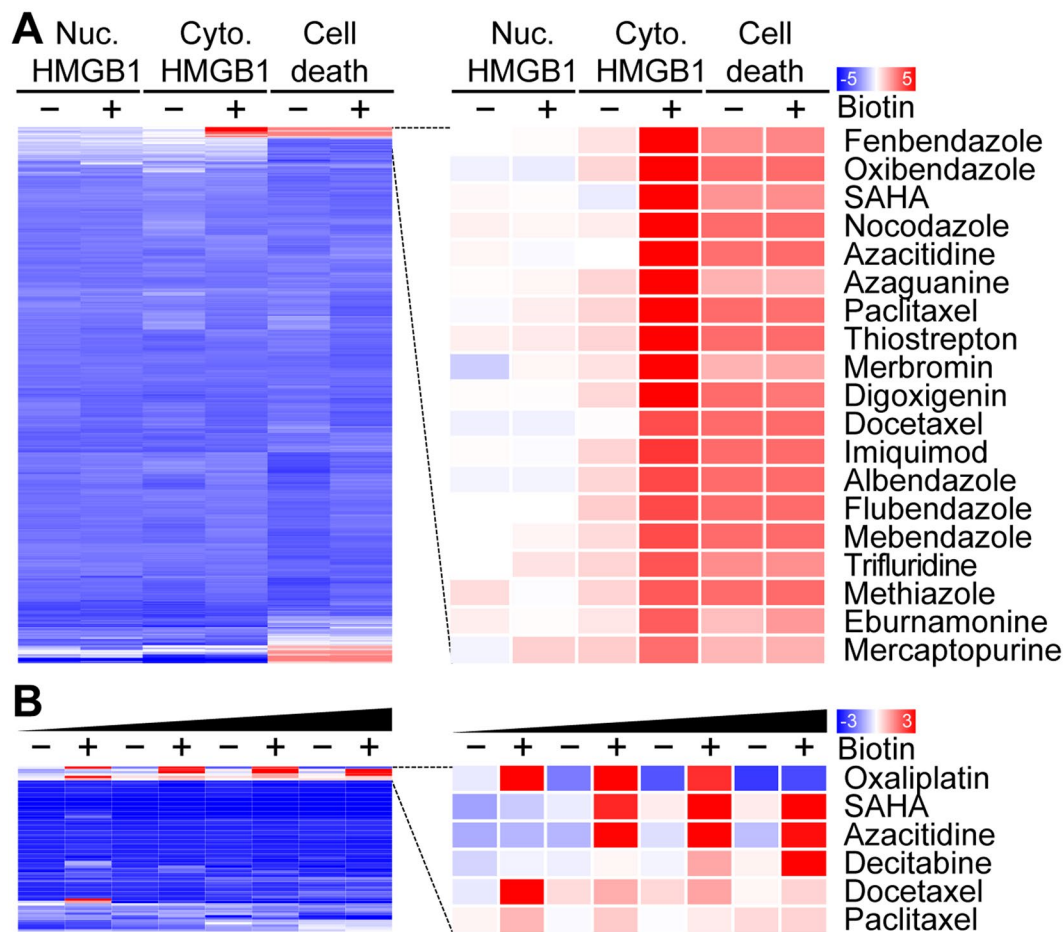 A
Nuc. Cyto. Cell
HMGB1 HMGB1 death
− + − + − +
Nuc. Cyto. Cell
HMGB1 HMGB1 death
− + − + − +
-5 5
Biotin
Fenbendazole
Oxibendazole
SAHA
Nocodazole
Azacitidine
Azaguanine
Paclitaxel
Thiostrepton
Merbromin
Digoxigenin
Docetaxel
Imiquimod
Albendazole
Flubendazole
Mebendazole
Trifluridine
Methiazole
Eburnamonine
Mercaptopurine
B
− + − + − + − +
− + − + − + − +
-3 3
Biotin
Oxaliplatin
SAHA
Azacitidine
Decitabine
Docetaxel
Paclitaxel